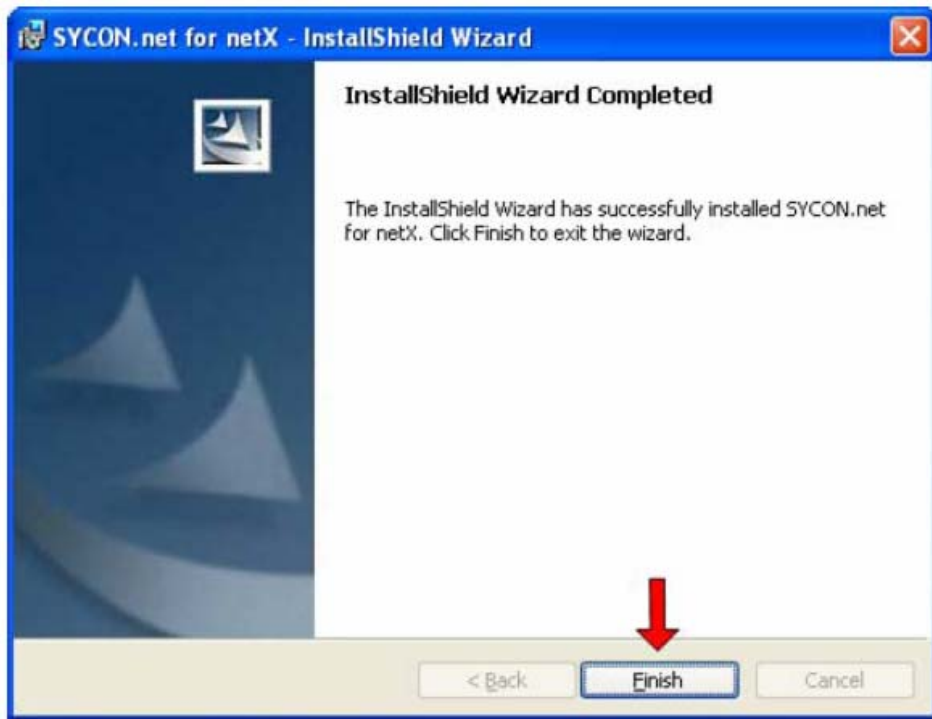 SYCON.net for netX - InstallShield Wizard
InstallShield Wizard Completed
The InstallShield Wizard has successfully installed SYCON.net
for netX. Click Finish to exit the wizard.
< Back
Finish
Cancel